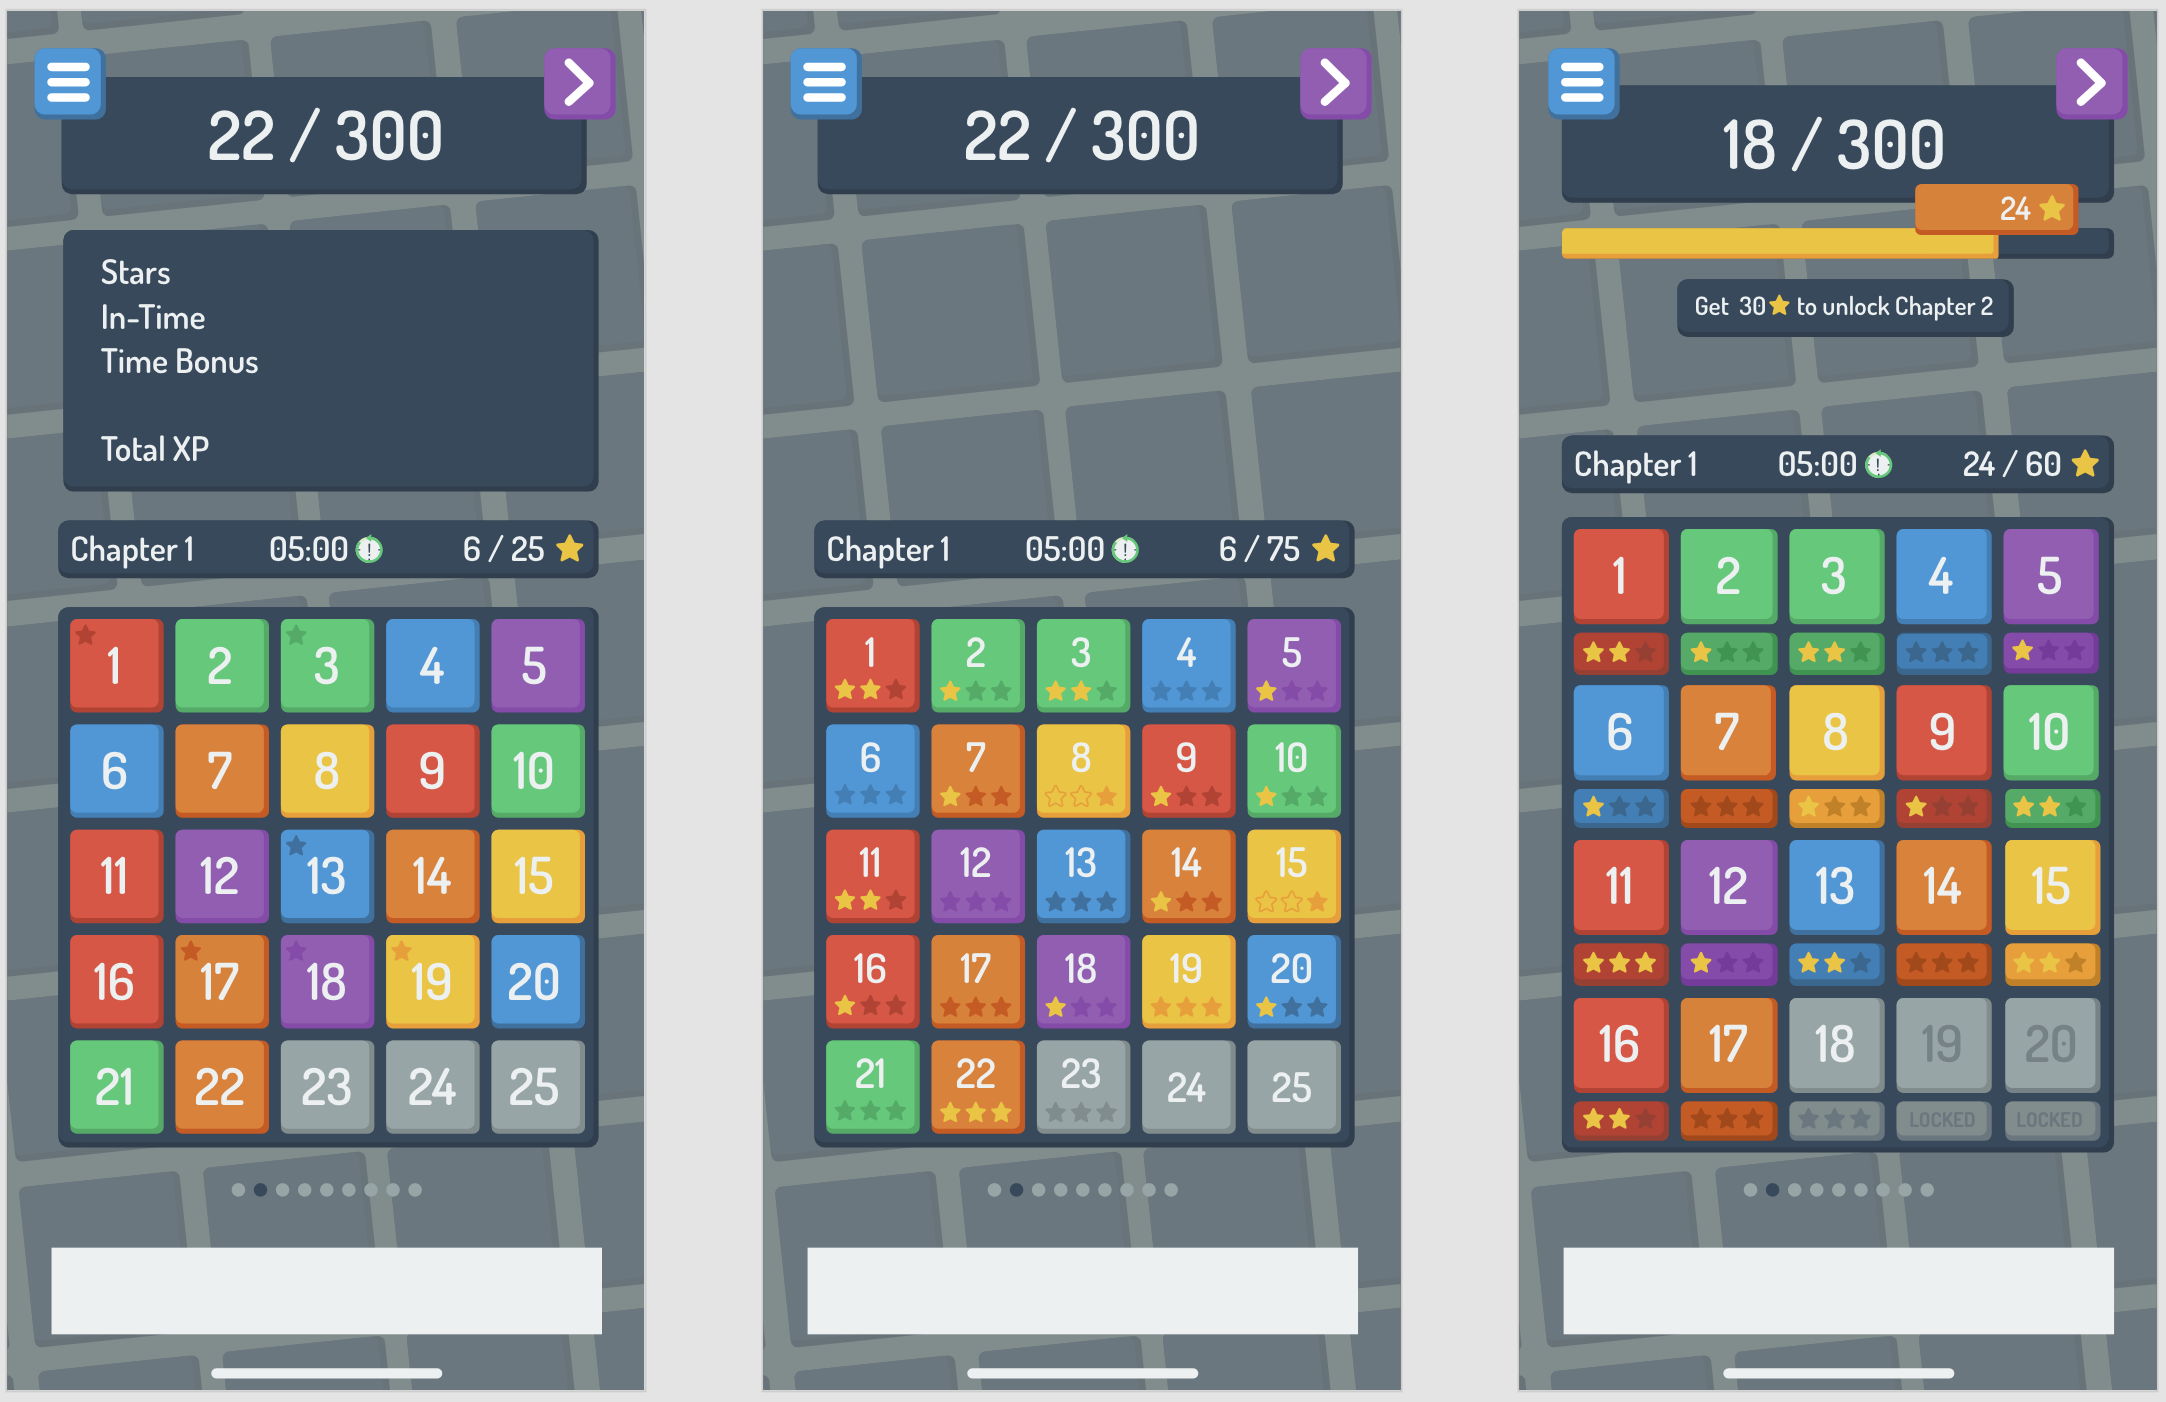 22 / 300
Stars
In-Time
Time Bonus
Total XP
Chapter 1 05:00 6 / 25
1 2 3 4 5
6 7 8 9 10
11 12 13 14 15
16 17 18 19 20
21 22 23 24 25
22 / 300
Chapter 1 05:00 6 / 75
1 2 3 4 5
6 7 8 9 10
11 12 13 14 15
16 17 18 19 20
21 22 23 24 25
18 / 300
24
Get 30 to unlock Chapter 2
Chapter 1 05:00 24 / 60
1 2 3 4 5
6 7 8 9 10
11 12 13 14 15
16 17 18 19 20
LOCKED LOCKED